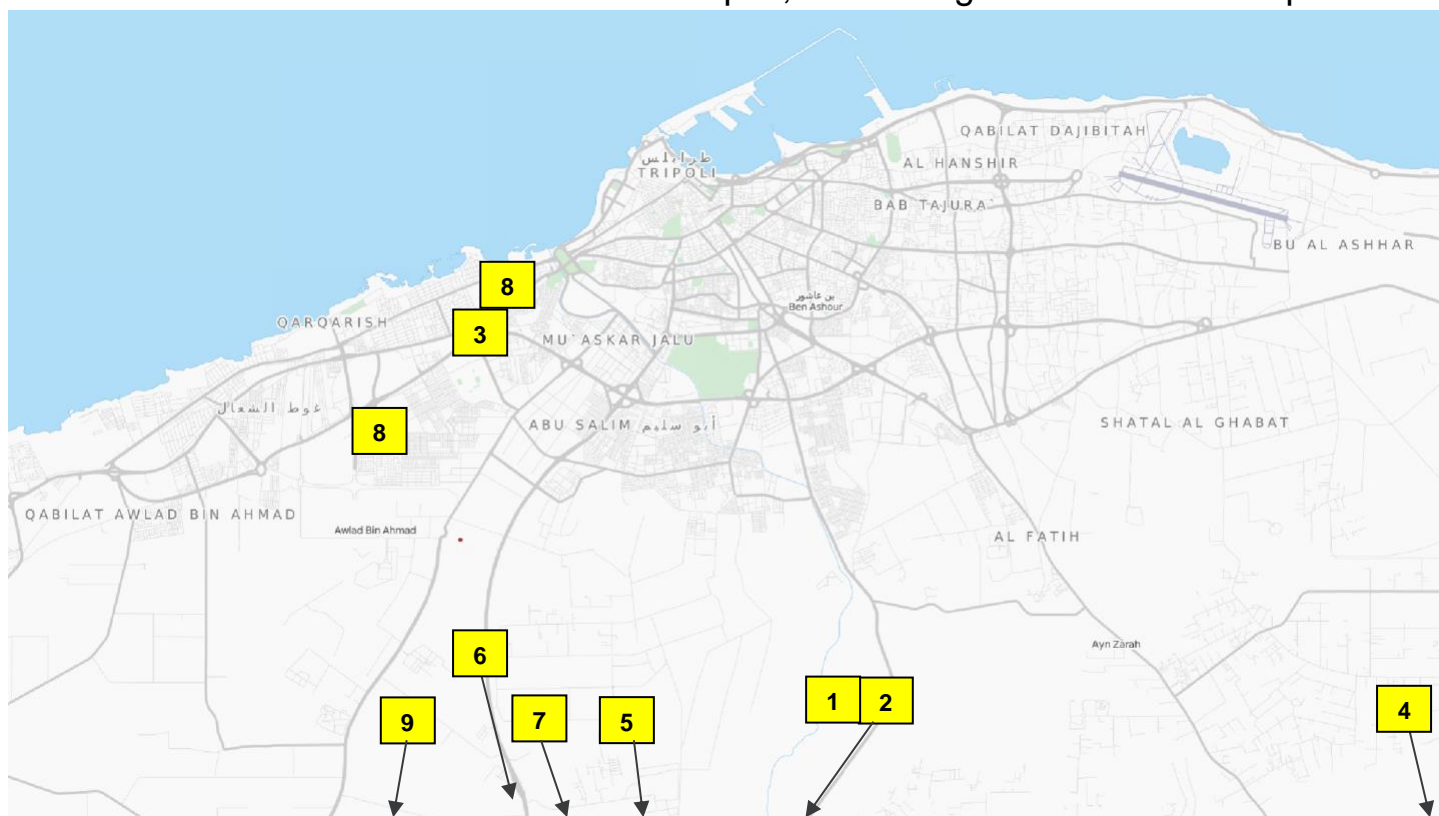 QABILAT DAJIBITAH
طرابلس
TRIPOLI
AL HANSHIR
BAB TAJURA`
BU AL ASHHAR
8
بن عاشور
Ben Ashour
QARQARISH
3
MU`ASKAR JALU
غوط الشعال
8
ABU SALIM أبو سليم
SHATAL AL GHABAT
QABILAT AWLAD BIN AHMAD
Awlad Bin Ahmad
AL FATIH
Ayn Zarah
6
1
2
4
9
7
5